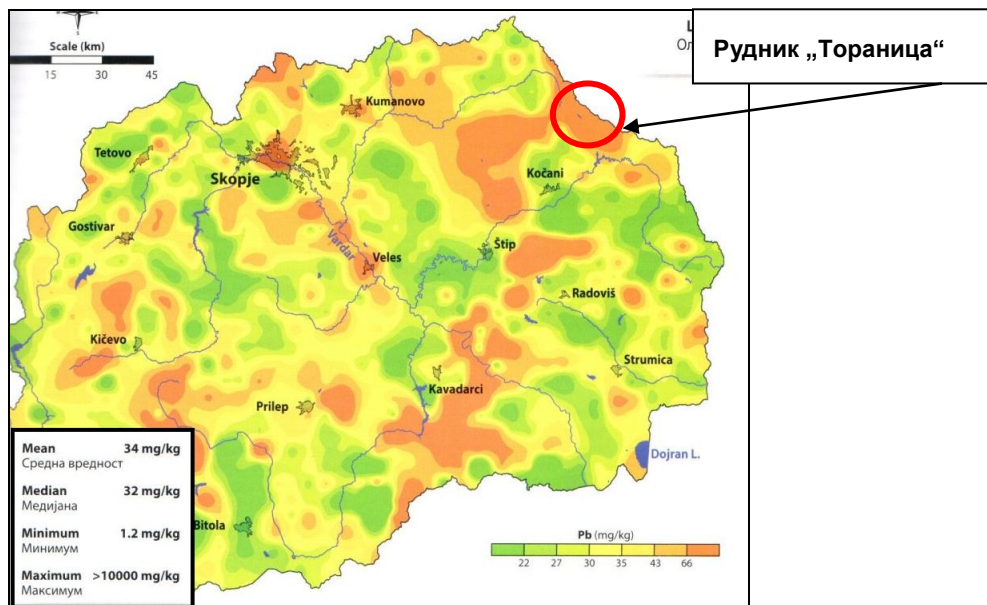 Scale (km)
15 30 45
L
Ол
Рудник „Тораница“
Kumanovo
Tetovo
Skopje
Kočani
Gostivar
Vardar
Štip
Veles
Radoviš
Kičevo
Strumica
Kavadarci
Prilep
Dojran L.
Bitola
Mean 34 mg/kg
Средна вредност
Median 32 mg/kg
Медијана
Minimum 1.2 mg/kg
Минимум
Maximum >10000 mg/kg
Максимум
Pb (mg/kg)
22 27 30 35 43 66